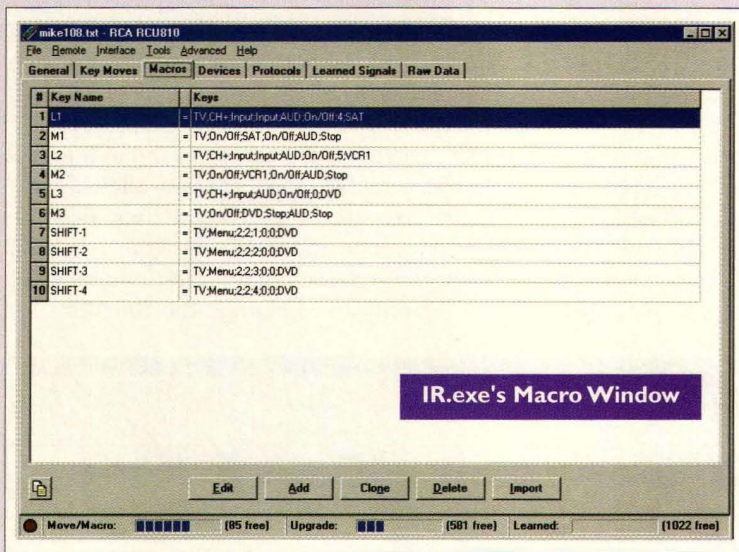 mike108.txt - RCA RCU810
File Remote Interface Tools Advanced Help
General Key Moves Macros Devices Protocols Learned Signals Raw Data
# Key Name Keys
1 L1 = TV;CH+;Input;Input;AUD;On/Off;4;SAT
2 M1 = TV;On/Off;SAT;On/Off;AUD;Stop
3 L2 = TV;CH+;Input;Input;AUD;On/Off;5;VCR1
4 M2 = TV;On/Off;VCR1;On/Off;AUD;Stop
5 L3 = TV;CH+;Input;AUD;On/Off;0;DVD
6 M3 = TV;On/Off;DVD;Stop;AUD;Stop
7 SHIFT-1 = TV;Menu;2;2;1;0;0;DVD
8 SHIFT-2 = TV;Menu;2;2;2;0;0;DVD
9 SHIFT-3 = TV;Menu;2;2;3;0;0;DVD
10 SHIFT-4 = TV;Menu;2;2;4;0;0;DVD
IR.exe's Macro Window
Edit Add Clone Delete Import
Move/Macro: (85 free) Upgrade: (581 free) Learned: (1022 free)